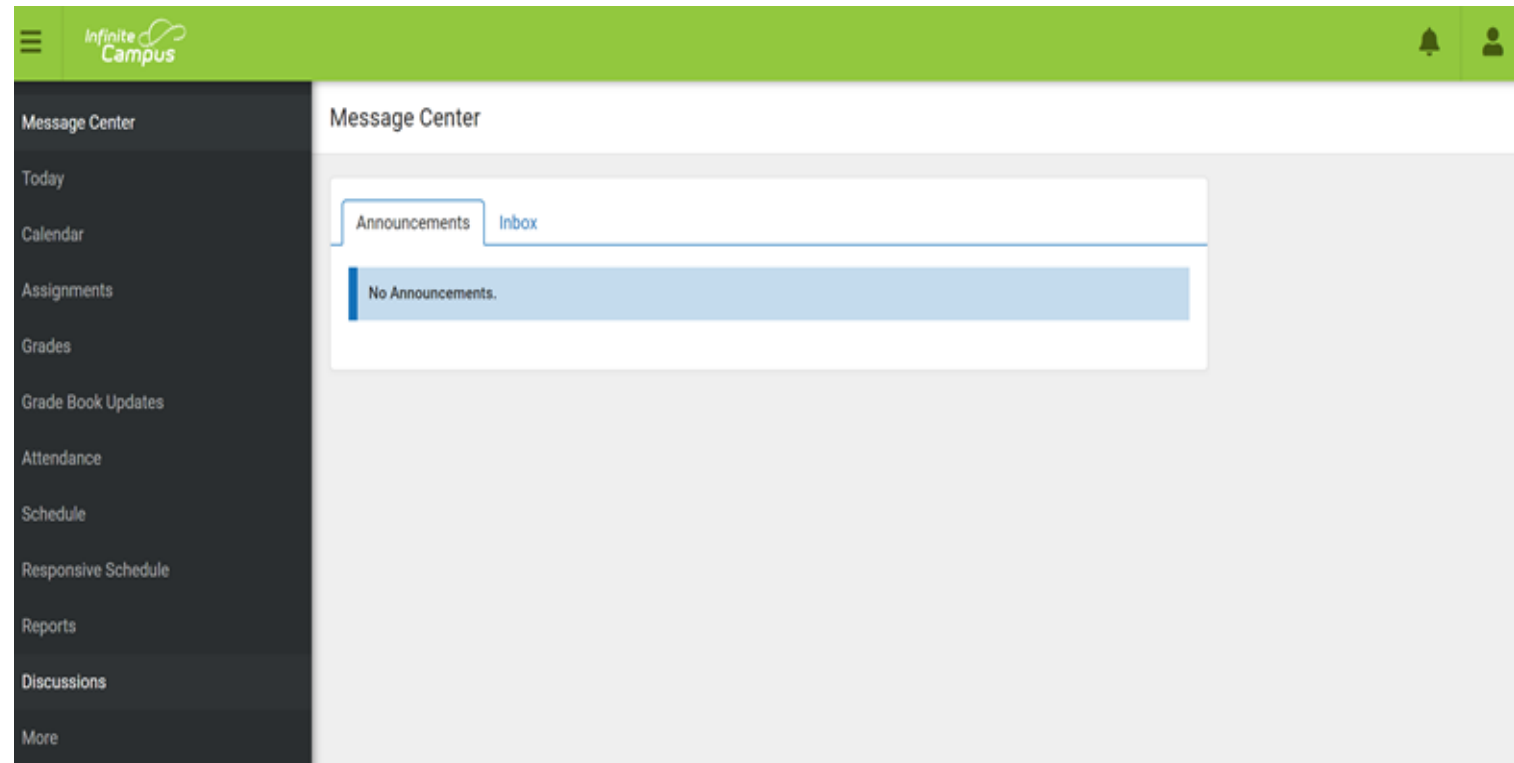 Infinite
Campus
Message Center
Today
Calendar
Assignments
Grades
Grade Book Updates
Attendance
Schedule
Responsive Schedule
Reports
Discussions
More
Message Center
Announcements Inbox
No Announcements.